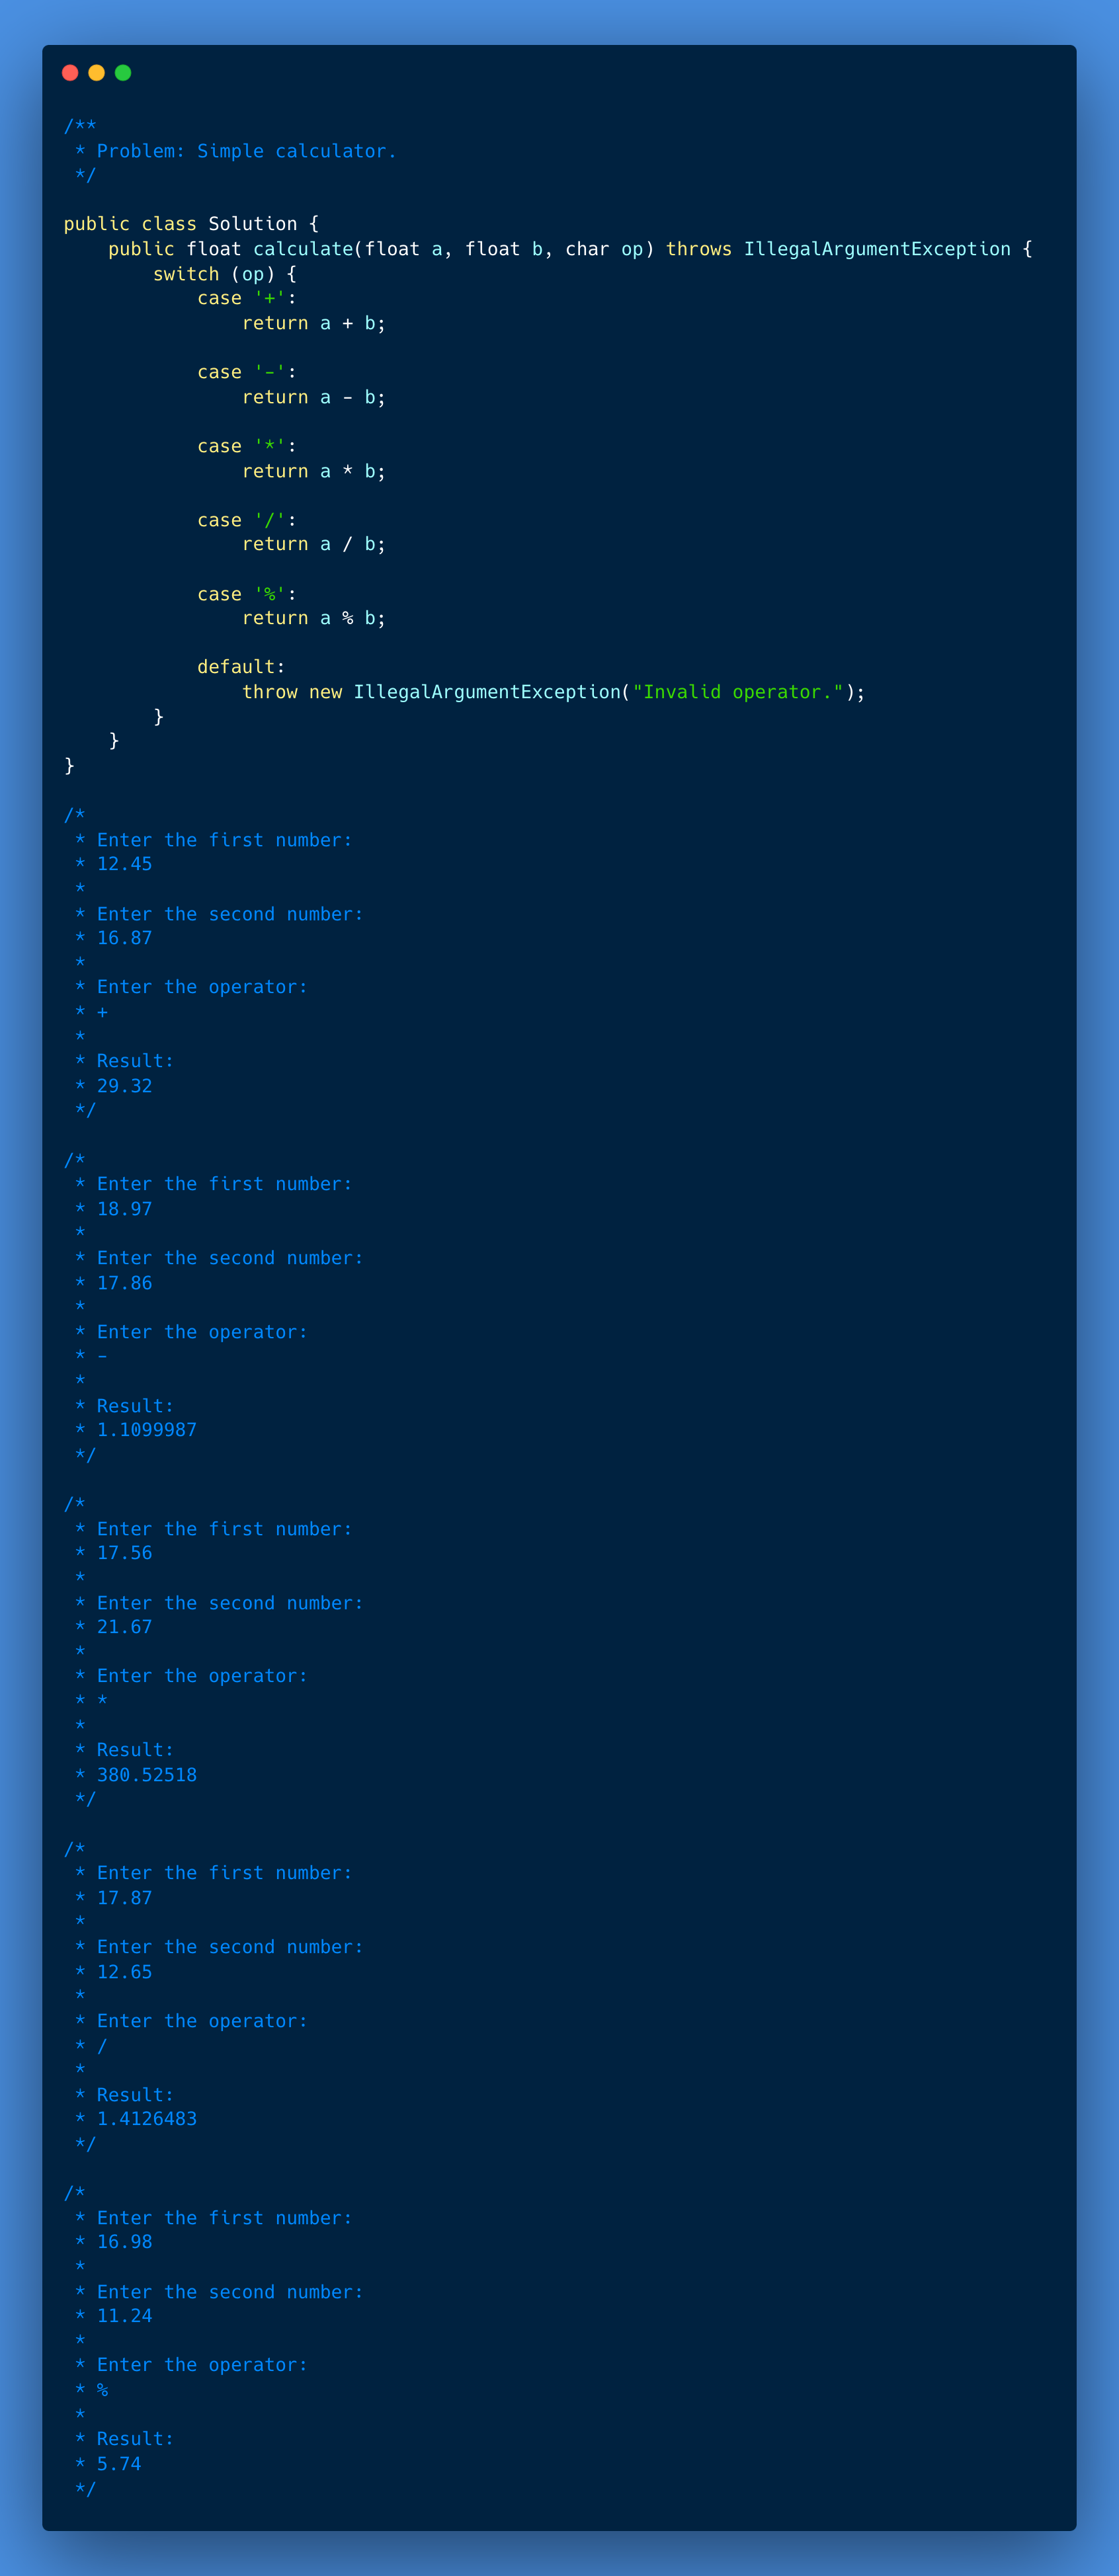 /**
 * Problem: Simple calculator.
 */

public class Solution {
    public float calculate(float a, float b, char op) throws IllegalArgumentException {
        switch (op) {
            case '+':
                return a + b;

            case '-':
                return a - b;

            case '*':
                return a * b;

            case '/':
                return a / b;

            case '%':
                return a % b;

            default:
                throw new IllegalArgumentException("Invalid operator.");
        }
    }
}

/*
 * Enter the first number:
 * 12.45
 *
 * Enter the second number:
 * 16.87
 *
 * Enter the operator:
 * +
 *
 * Result:
 * 29.32
 */

/*
 * Enter the first number:
 * 18.97
 *
 * Enter the second number:
 * 17.86
 *
 * Enter the operator:
 * -
 *
 * Result:
 * 1.1099987
 */

/*
 * Enter the first number:
 * 17.56
 *
 * Enter the second number:
 * 21.67
 *
 * Enter the operator:
 * *
 *
 * Result:
 * 380.52518
 */

/*
 * Enter the first number:
 * 17.87
 *
 * Enter the second number:
 * 12.65
 *
 * Enter the operator:
 * /
 *
 * Result:
 * 1.4126483
 */

/*
 * Enter the first number:
 * 16.98
 *
 * Enter the second number:
 * 11.24
 *
 * Enter the operator:
 * %
 *
 * Result:
 * 5.74
 */